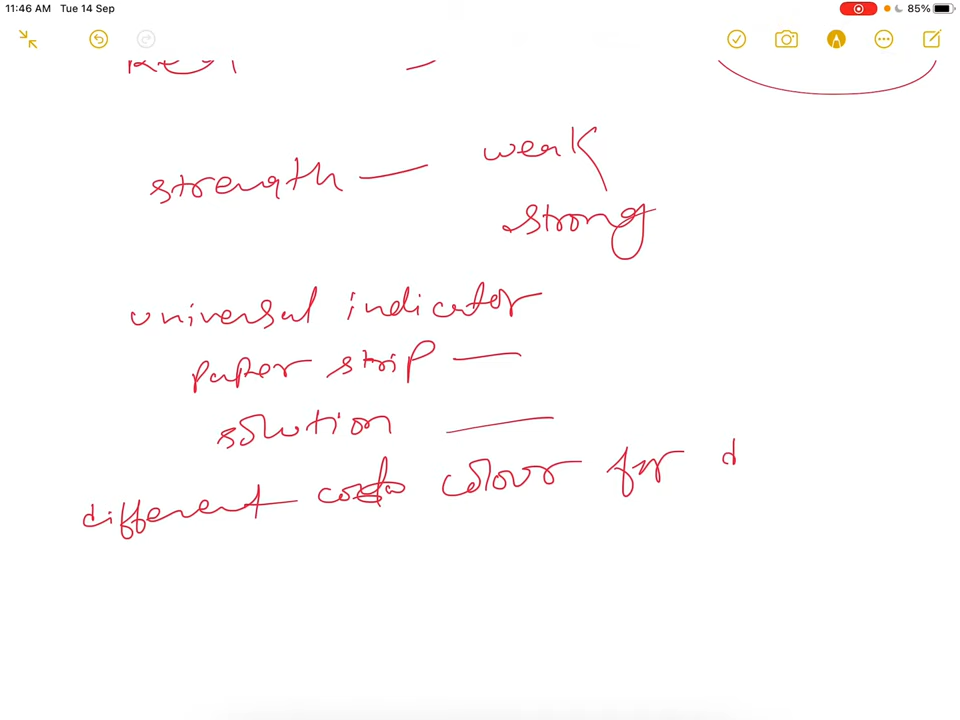 11:46 AM Tue 14 Sep 85%
strength — weak
strong
universal indicator
paper strip —
solution —
different colour for d